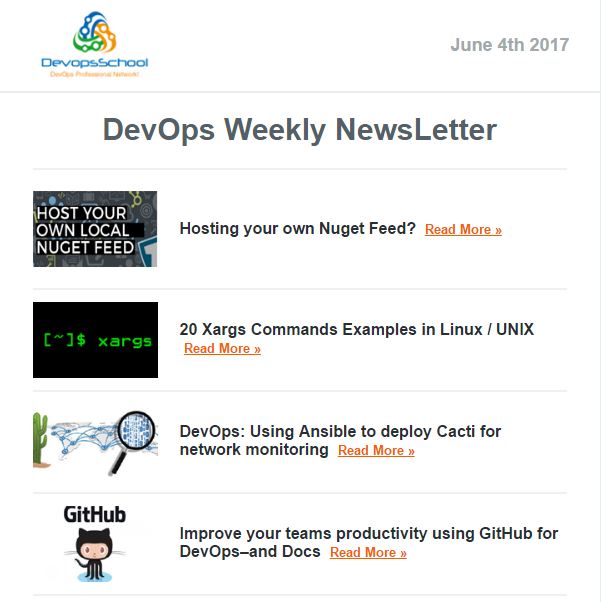 DevopsSchool
DevOps Professional Network!
June 4th 2017
DevOps Weekly NewsLetter
HOST YOUR
OWN LOCAL
NUGET FEED
Hosting your own Nuget Feed? Read More »
[~]$ xargs
20 Xargs Commands Examples in Linux / UNIX
Read More »
DevOps: Using Ansible to deploy Cacti for
network monitoring Read More »
GitHub
Improve your teams productivity using GitHub for
DevOps–and Docs Read More »